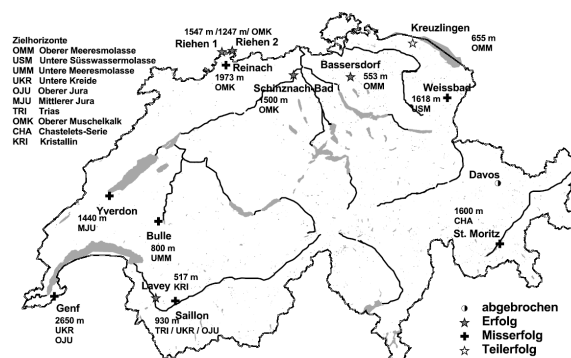 Zielhorizonte
OMM Oberer Meeresmolasse
USM Untere Süsswassermolasse
UMM Untere Meeresmolasse
UKR Untere Kreide
OJU Oberer Jura
MJU Mittlerer Jura
TRI Trias
OMK Oberer Muschelkalk
CHA Chastelets-Serie
KRI Kristallin
1547 m /1247 m/ OMK
Riehen 1
Riehen 2
Reinach
1973 m
OMK
Schinznach-Bad
1500 m
OMK
Bassersdorf
553 m
OMM
Kreuzlingen
655 m
OMM
Weissbad
1618 m
USM
Davos
1600 m
CHA
St. Moritz
Yverdon
1440 m
MJU
Bulle
800 m
UMM
517 m
KRI
Lavey
Saillon
930 m
TRI / UKR / OJU
Genf
2650 m
UKR
OJU
abgebrochen
Erfolg
Misserfolg
Teilerfolg